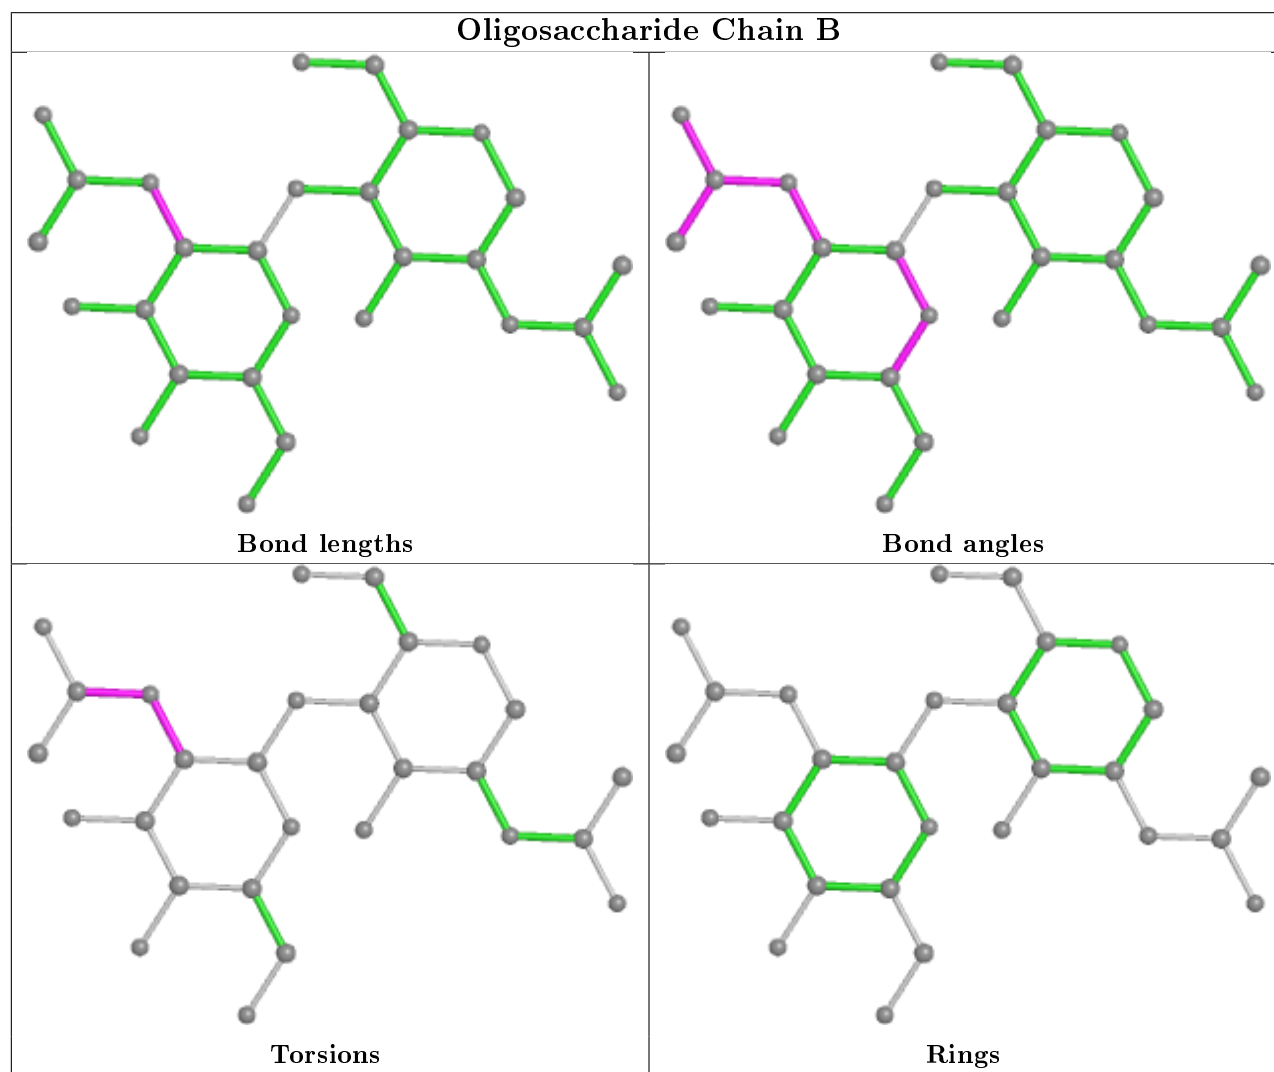 Oligosaccharide Chain B
Bond lengths
Bond angles
Torsions
Rings